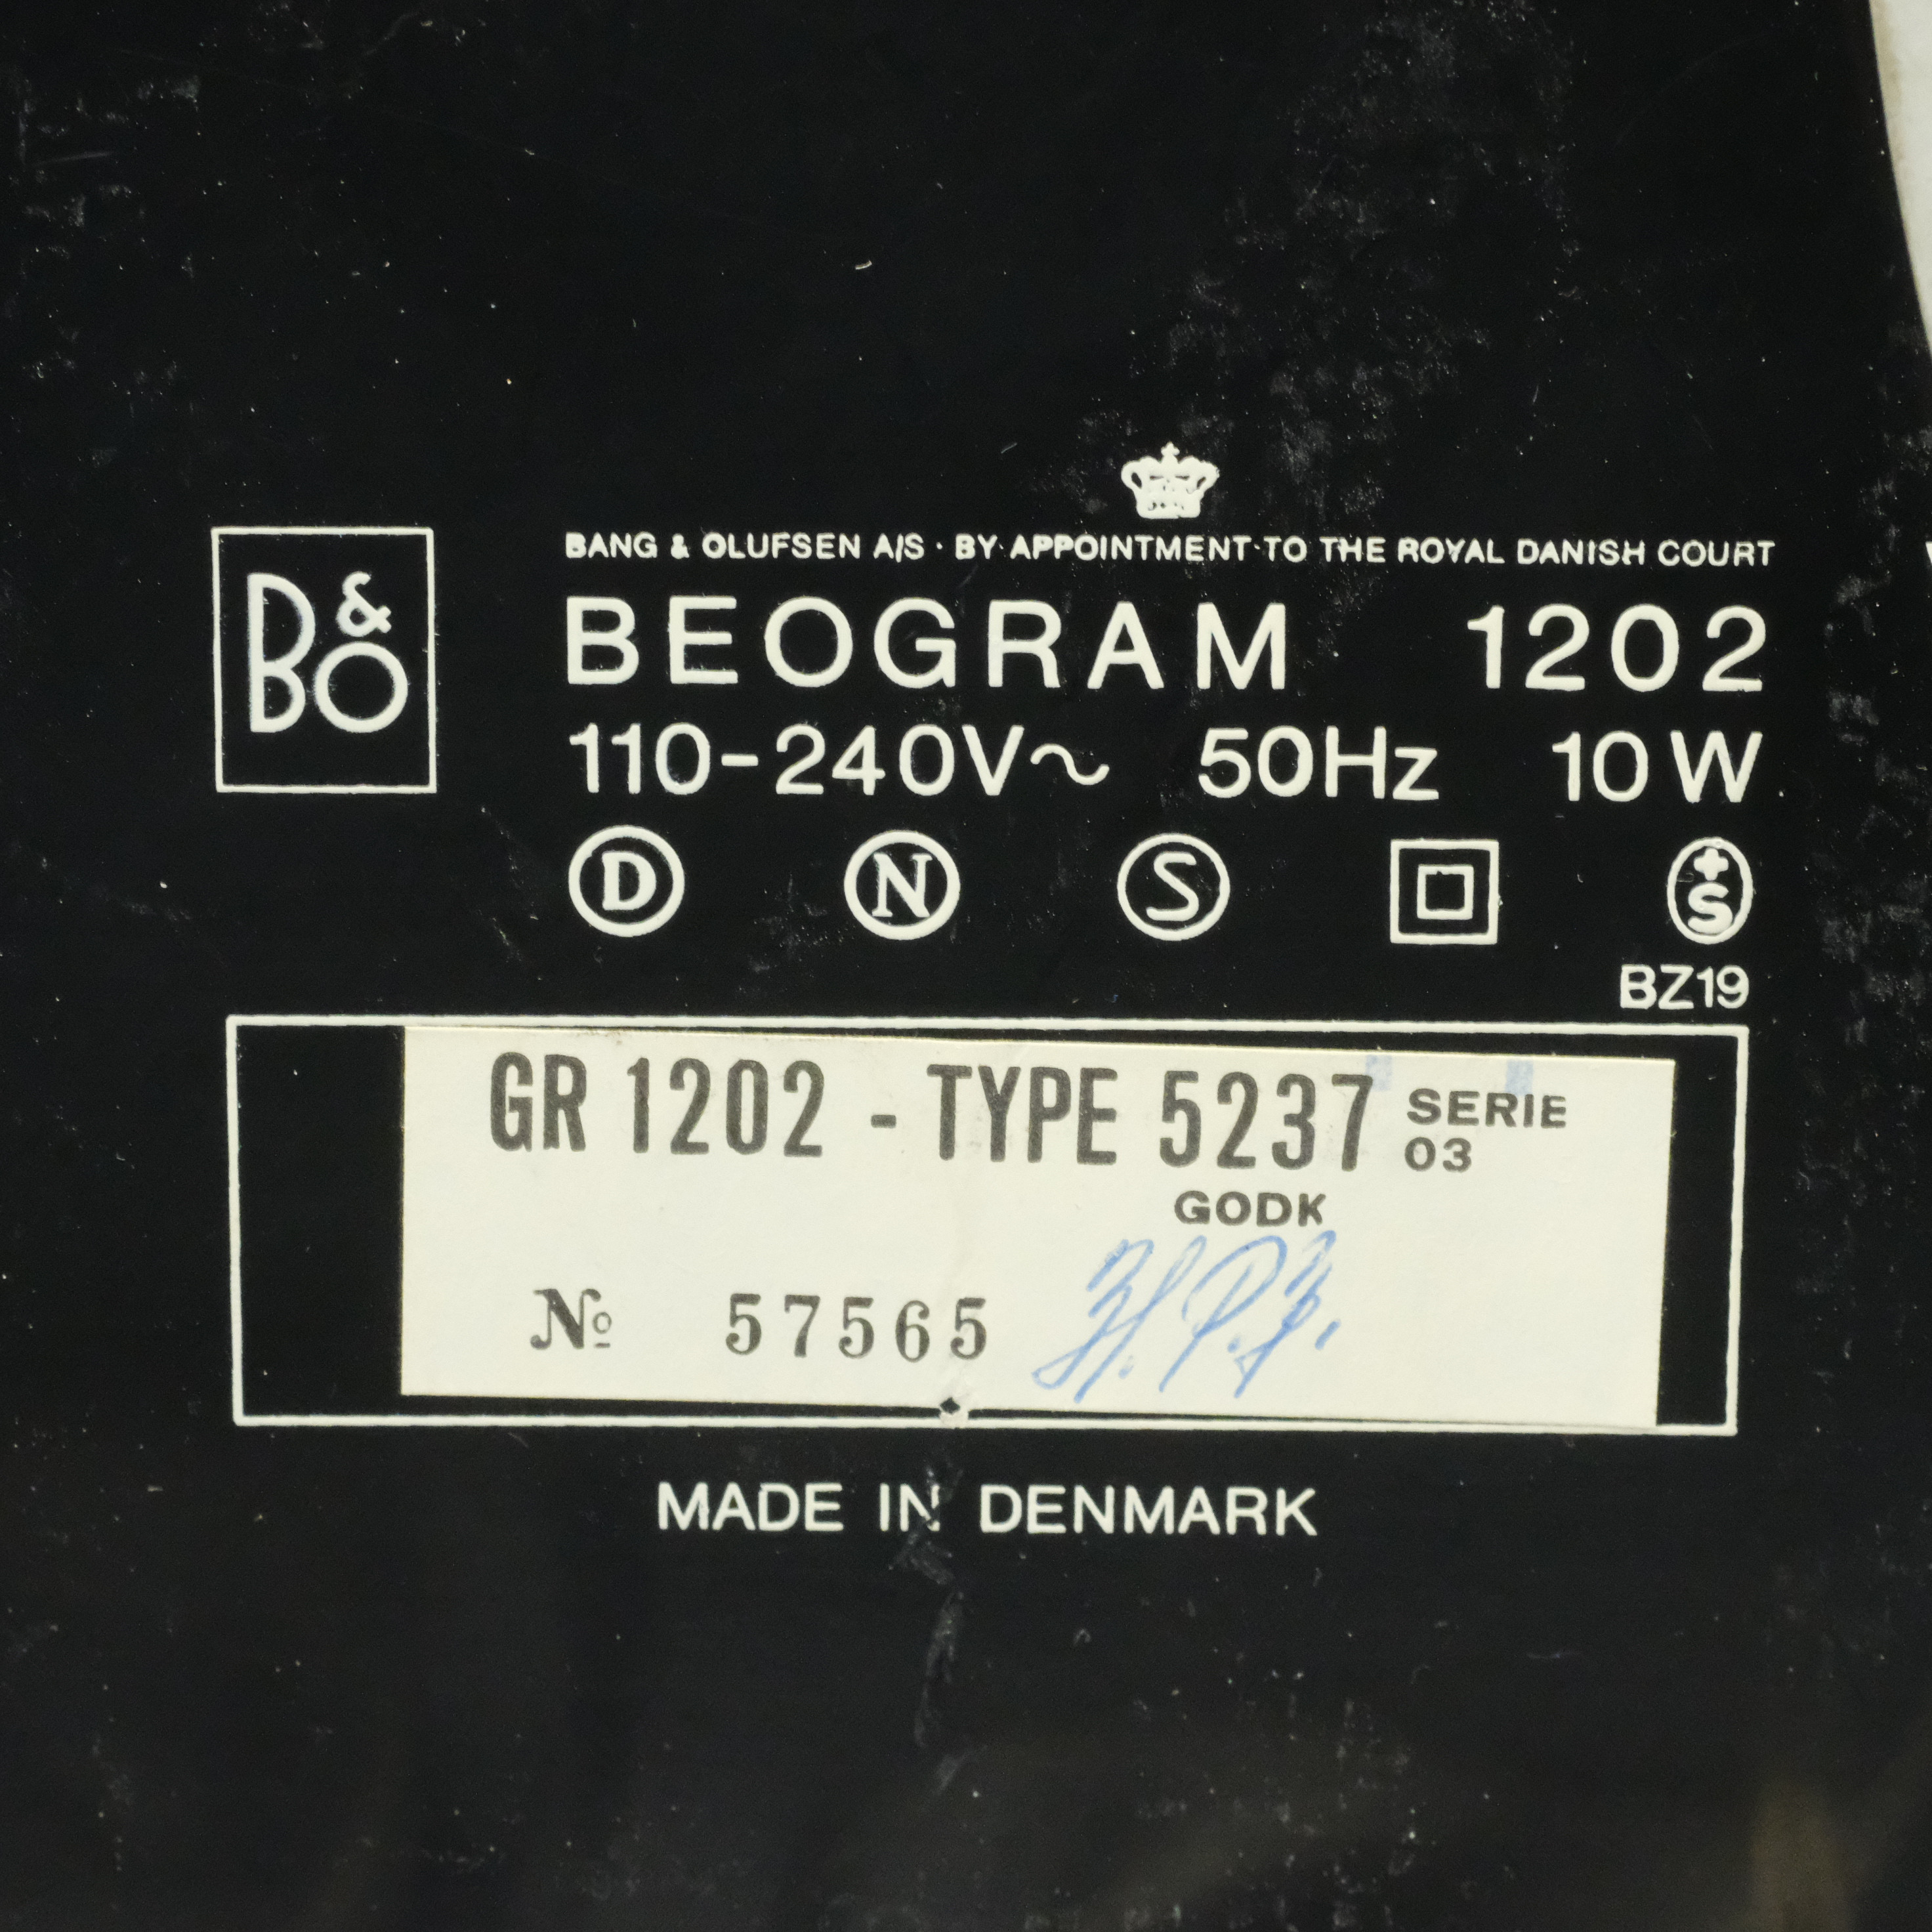 B&O
BANG & OLUFSEN A/S · BY APPOINTMENT TO THE ROYAL DANISH COURT
BEOGRAM 1202
110-240V~ 50Hz 10W
D N S +S
BZ19
GR 1202 - TYPE 5237 SERIE
03
GODK
№ 57565
MADE IN DENMARK